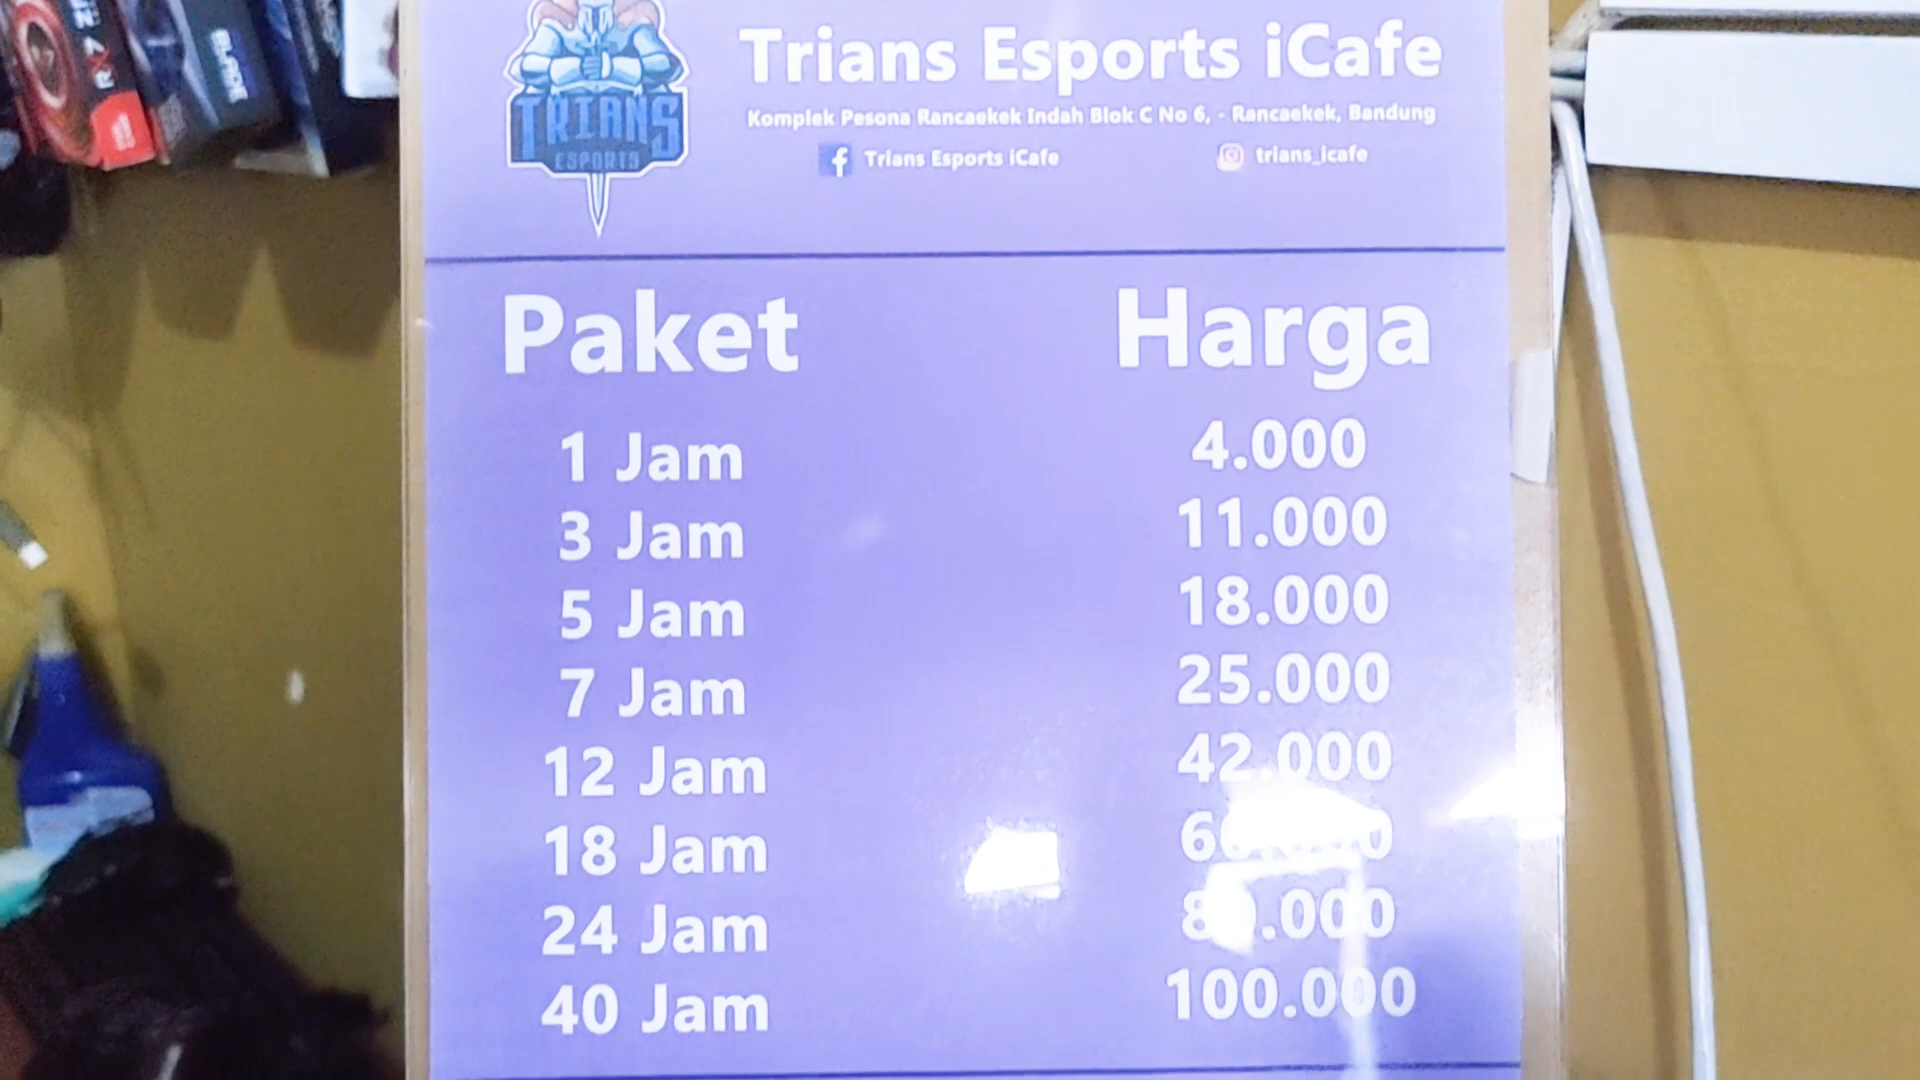 TRIANS
ESPORTS
Trians Esports iCafe
Komplek Pesona Rancaekek Indah Blok C No 6, - Rancaekek, Bandung
Trians Esports iCafe
trians_icafe
Paket Harga
1 Jam 4.000
3 Jam 11.000
5 Jam 18.000
7 Jam 25.000
12 Jam 42.000
18 Jam
24 Jam
40 Jam 100.000